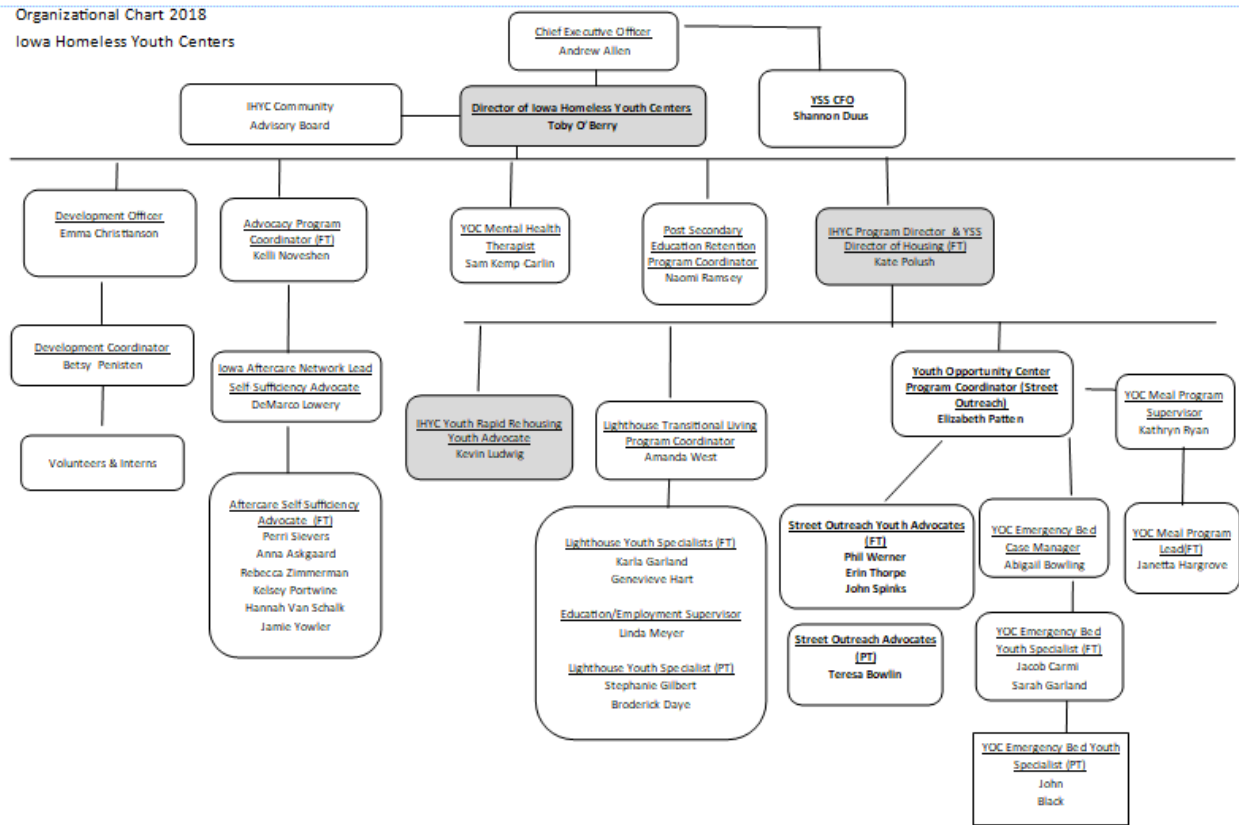 Organizational Chart 2018
Iowa Homeless Youth Centers
Chief Executive Officer
Andrew Allen
IHYC Community
Advisory Board
Director of Iowa Homeless Youth Centers
Toby O'Berry
YSS CFO
Shannon Duus
Development Officer
Emma Christianson
Advocacy Program
Coordinator (FT)
Kelli Noveshen
YOC Mental Health
Therapist
Sam Kemp-Carlin
Post Secondary
Education Retention
Program Coordinator
Naomi Ramsey
IHYC Program Director & YSS
Director of Housing (FT)
Kate Polush
Development Coordinator
Betsy Penisten
Iowa Aftercare Network Lead
Self Sufficiency Advocate
DeMarco Lowery
IHYC Youth Rapid Rehousing
Youth Advocate
Kevin Ludwig
Lighthouse Transitional Living
Program Coordinator
Amanda West
Youth Opportunity Center
Program Coordinator (Street
Outreach)
Elizabeth Patten
YOC Meal Program
Supervisor
Kathryn Ryan
Volunteers & Interns
Aftercare Self Sufficiency
Advocate (FT)
Perri Sievers
Anna Askgaard
Rebecca Zimmerman
Kelsey Portwine
Hannah Van Schalk
Jamie Yowler
Lighthouse Youth Specialists (FT)
Karla Garland
Genevieve Hart
Education/Employment Supervisor
Linda Meyer
Lighthouse Youth Specialist (PT)
Stephanie Gilbert
Broderick Daye
Street Outreach Youth Advocates
(FT)
Phil Werner
Erin Thorpe
John Spinks
Street Outreach Advocates
(PT)
Teresa Bowlin
YOC Emergency Bed
Case Manager
Abigail Bowling
YOC Meal Program
Lead(FT)
Janetta Hargrove
YOC Emergency Bed
Youth Specialist (FT)
Jacob Carmi
Sarah Garland
YOC Emergency Bed Youth
Specialist (PT)
John
Black